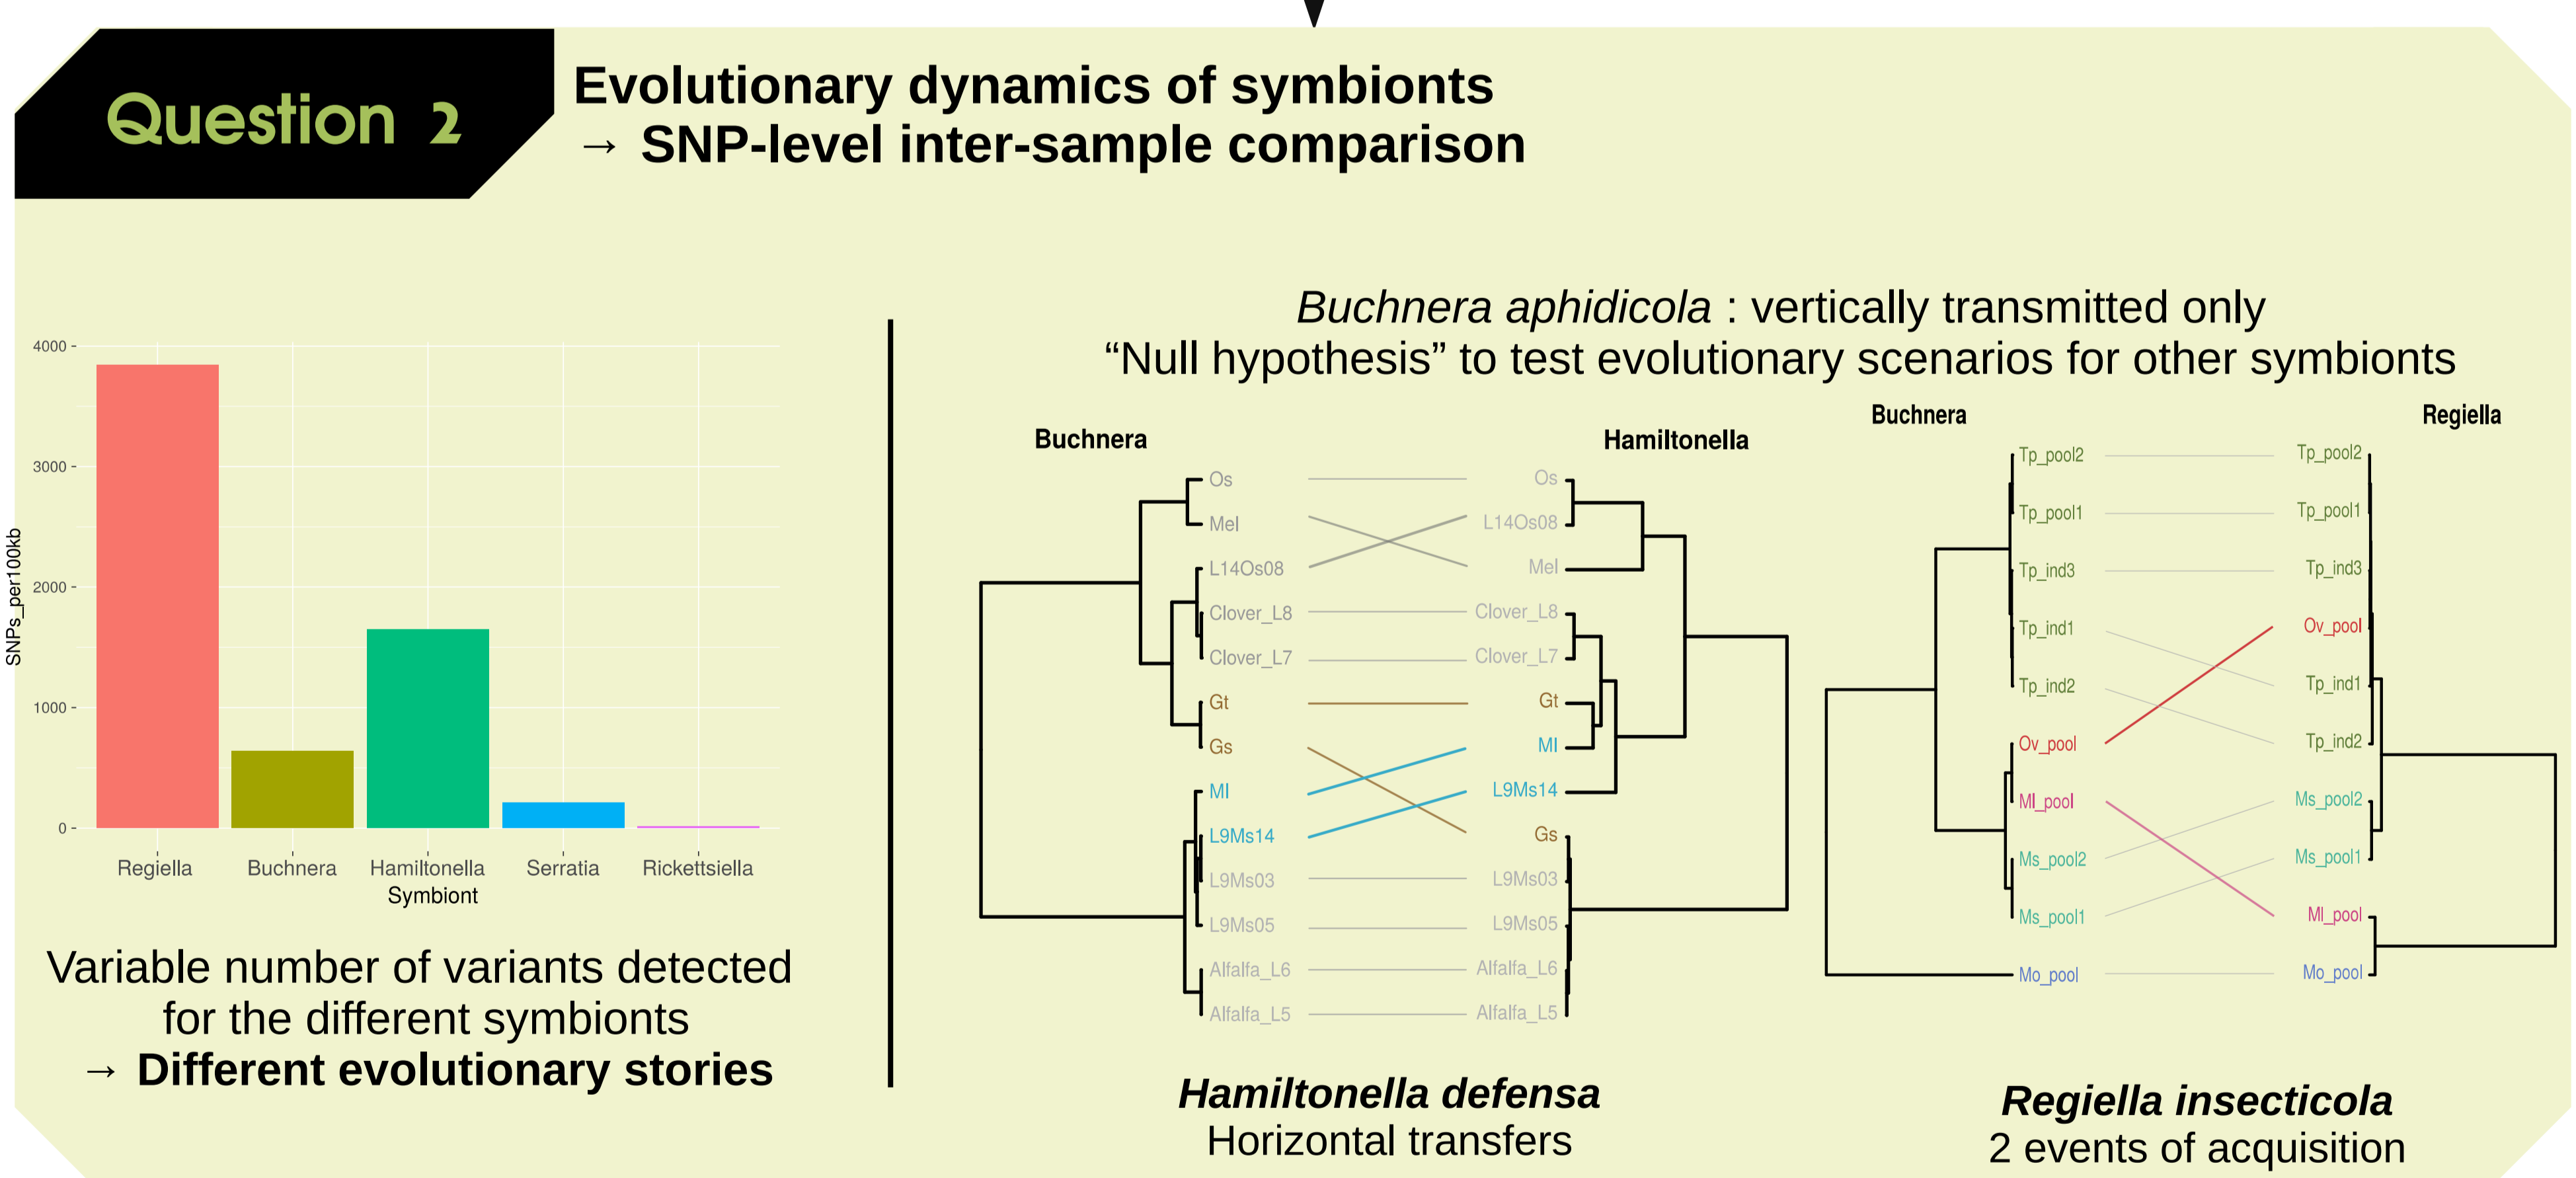 Question 2
Evolutionary dynamics of symbionts
→ SNP-level inter-sample comparison
4000
3000
2000
1000
0
SNPs_per100kb
Regiella
Buchnera
Hamiltonella
Serratia
Rickettsiella
Symbiont
Variable number of variants detected
for the different symbionts
→ Different evolutionary stories
Buchnera aphidicola : vertically transmitted only
“Null hypothesis” to test evolutionary scenarios for other symbionts
Buchnera
Hamiltonella
Os
Mel
L14Os08
Clover_L8
Clover_L7
Gt
Gs
Ml
L9Ms14
L9Ms03
L9Ms05
Alfalfa_L6
Alfalfa_L5
Os
L14Os08
Mel
Clover_L8
Clover_L7
Gt
Ml
L9Ms14
Gs
L9Ms03
L9Ms05
Alfalfa_L6
Alfalfa_L5
Hamiltonella defensa
Horizontal transfers
Buchnera
Regiella
Tp_pool2
Tp_pool1
Tp_ind3
Tp_ind1
Tp_ind2
Ov_pool
Ml_pool
Ms_pool2
Ms_pool1
Mo_pool
Tp_pool2
Tp_pool1
Tp_ind3
Ov_pool
Tp_ind1
Tp_ind2
Ms_pool2
Ms_pool1
Ml_pool
Mo_pool
Regiella insecticola
2 events of acquisition